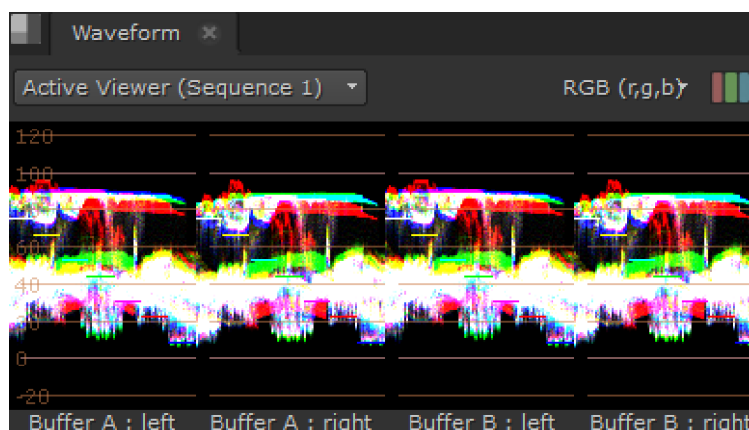 Waveform
Active Viewer (Sequence 1)
RGB (r,g,b)
120
100
60
40
20
0
-20
Buffer A : left
Buffer A : right
Buffer B : left
Buffer B : right